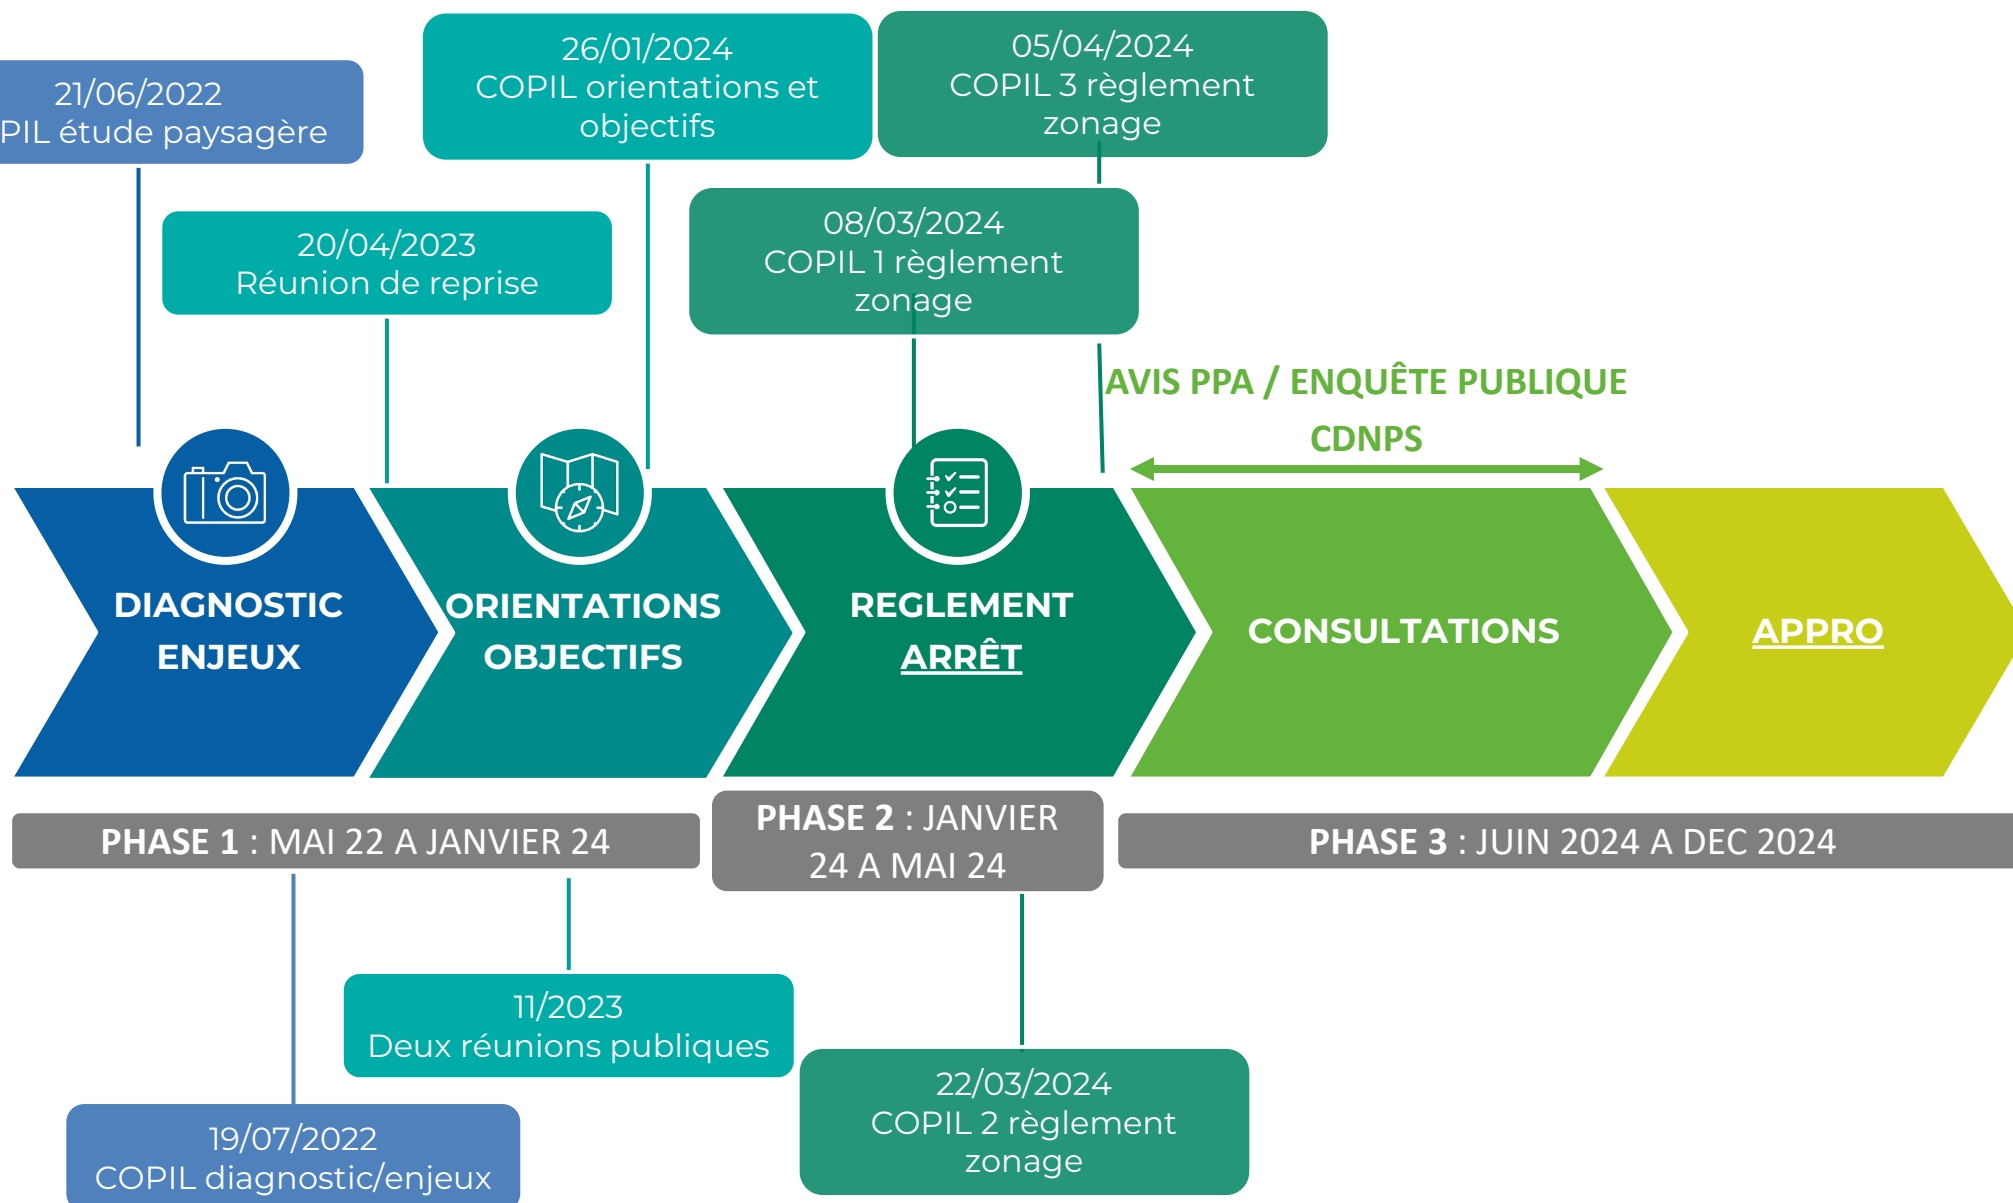 21/06/2022
PIL étude paysagère
26/01/2024
COPIL orientations et
objectifs
05/04/2024
COPIL 3 règlement
zonage
20/04/2023
Réunion de reprise
08/03/2024
COPIL 1 règlement
zonage
AVIS PPA / ENQUÊTE PUBLIQUE
CDNPS
DIAGNOSTIC
ENJEUX
ORIENTATIONS
OBJECTIFS
REGLEMENT
ARRÊT
CONSULTATIONS
APPRO
PHASE 1 : MAI 22 A JANVIER 24
PHASE 2 : JANVIER
24 A MAI 24
PHASE 3 : JUIN 2024 A DEC 2024
11/2023
Deux réunions publiques
22/03/2024
COPIL 2 règlement
zonage
19/07/2022
COPIL diagnostic/enjeux